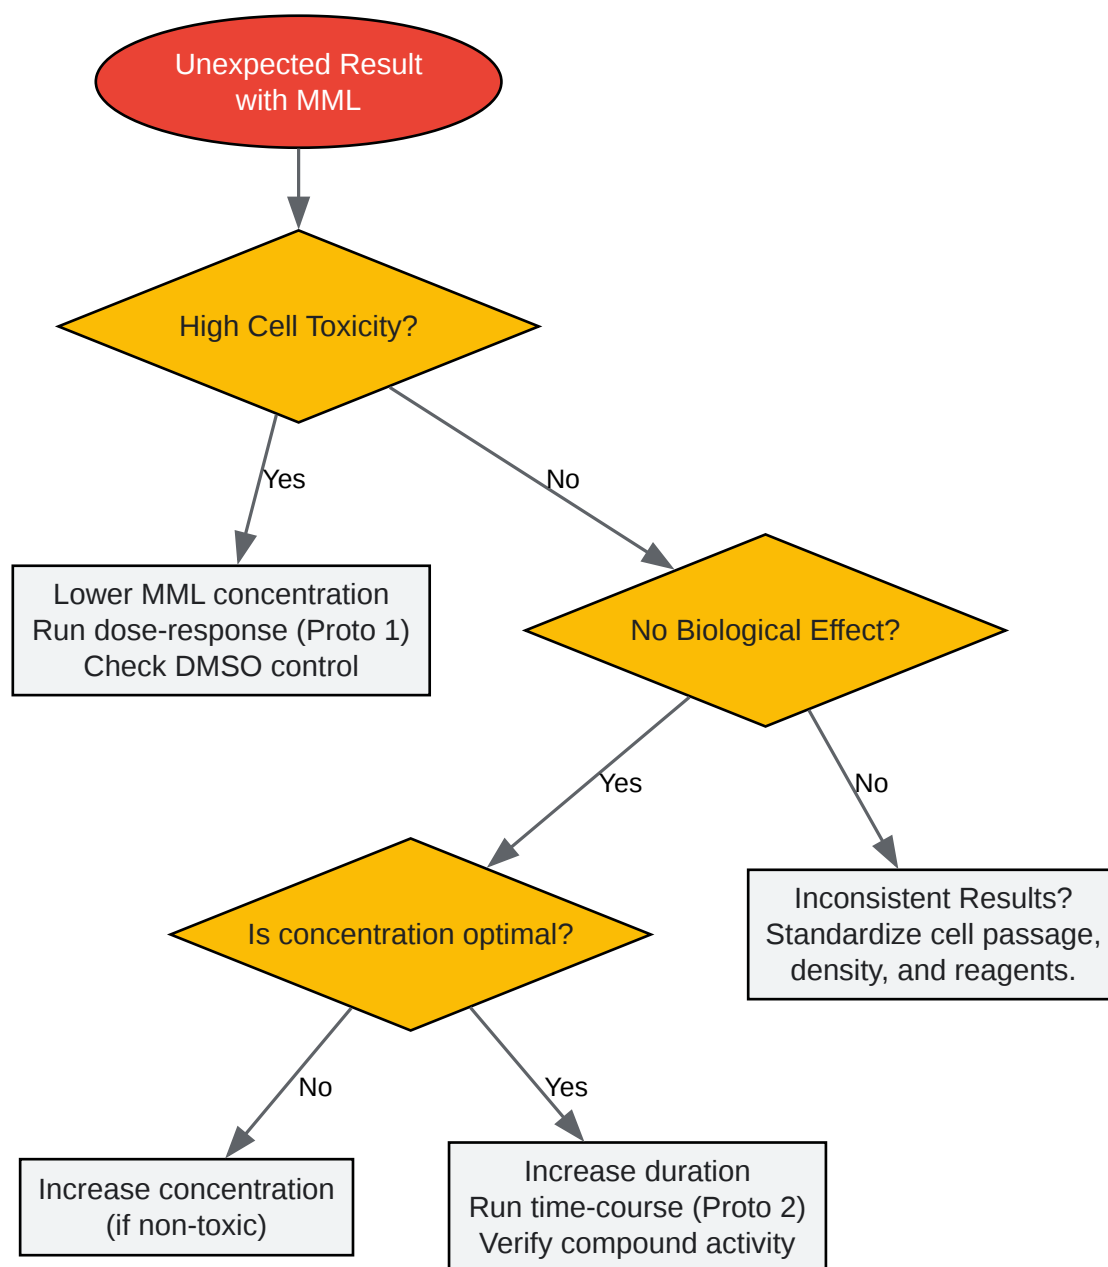 Unexpected Result
with MML
High Cell Toxicity?
Yes
No
Lower MML concentration
Run dose-response (Proto 1)
Check DMSO control
No Biological Effect?
Yes
No
Is concentration optimal?
Inconsistent Results?
Standardize cell passage,
density, and reagents.
No
Yes
Increase concentration
(if non-toxic)
Increase duration
Run time-course (Proto 2)
Verify compound activity